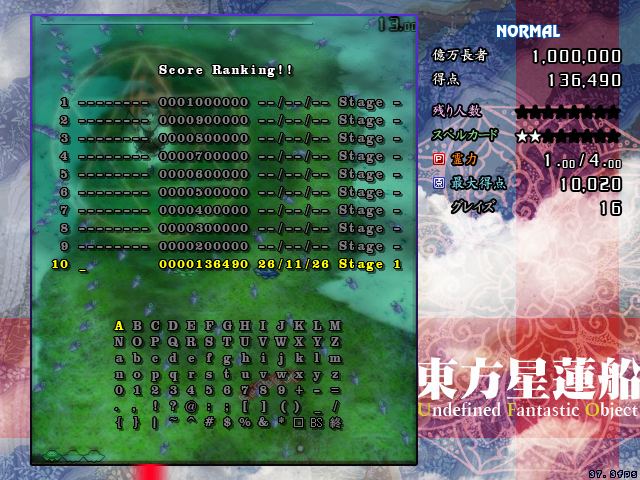 13.00
Score Ranking!!
1 -------- 0001000000 --/--/-- Stage -
2 -------- 0000900000 --/--/-- Stage -
3 -------- 0000800000 --/--/-- Stage -
4 -------- 0000700000 --/--/-- Stage -
5 -------- 0000600000 --/--/-- Stage -
6 -------- 0000500000 --/--/-- Stage -
7 -------- 0000400000 --/--/-- Stage -
8 -------- 0000300000 --/--/-- Stage -
9 -------- 0000200000 --/--/-- Stage -
10 _ 0000136490 26/11/26 Stage 1
A B C D E F G H I J K L M
N O P Q R S T U V W X Y Z
a b c d e f g h i j k l m
n o p q r s t u v w x y z
0 1 2 3 4 5 6 7 8 9 + - =
. , ! ? @ : ; [ ] ( ) _ /
{ } | ~ ^ # $ % & * □ BS 終
NORMAL
億万長者 1,000,000
得点 136,490
残り人数
スペルカード ★★
P 霊力 1.00/4.00
点 最大得点 10,020
グレイズ 16
東方星蓮船
Undefined Fantastic Object
37.3fps